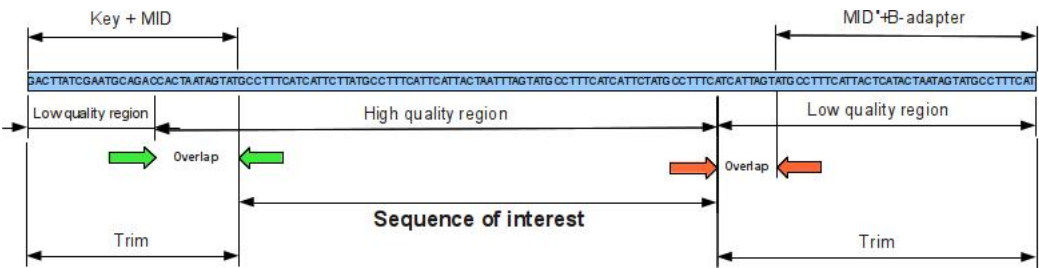 Key + MID
MID*+B-adapter
GACTTATCGAATGCAGACCACTAATAGTATGCCTTTCATCATTCTTATGCCTTTCATTCATTACTAATTTAGTATGCCTTTCATCATTCTATGCCTTTCATCATTAGTATGCCTTTCATTACTCATACTAATAGTATGCCTTTCAT
Low quality region
High quality region
Low quality region
Overlap
Overlap
Sequence of interest
Trim
Trim